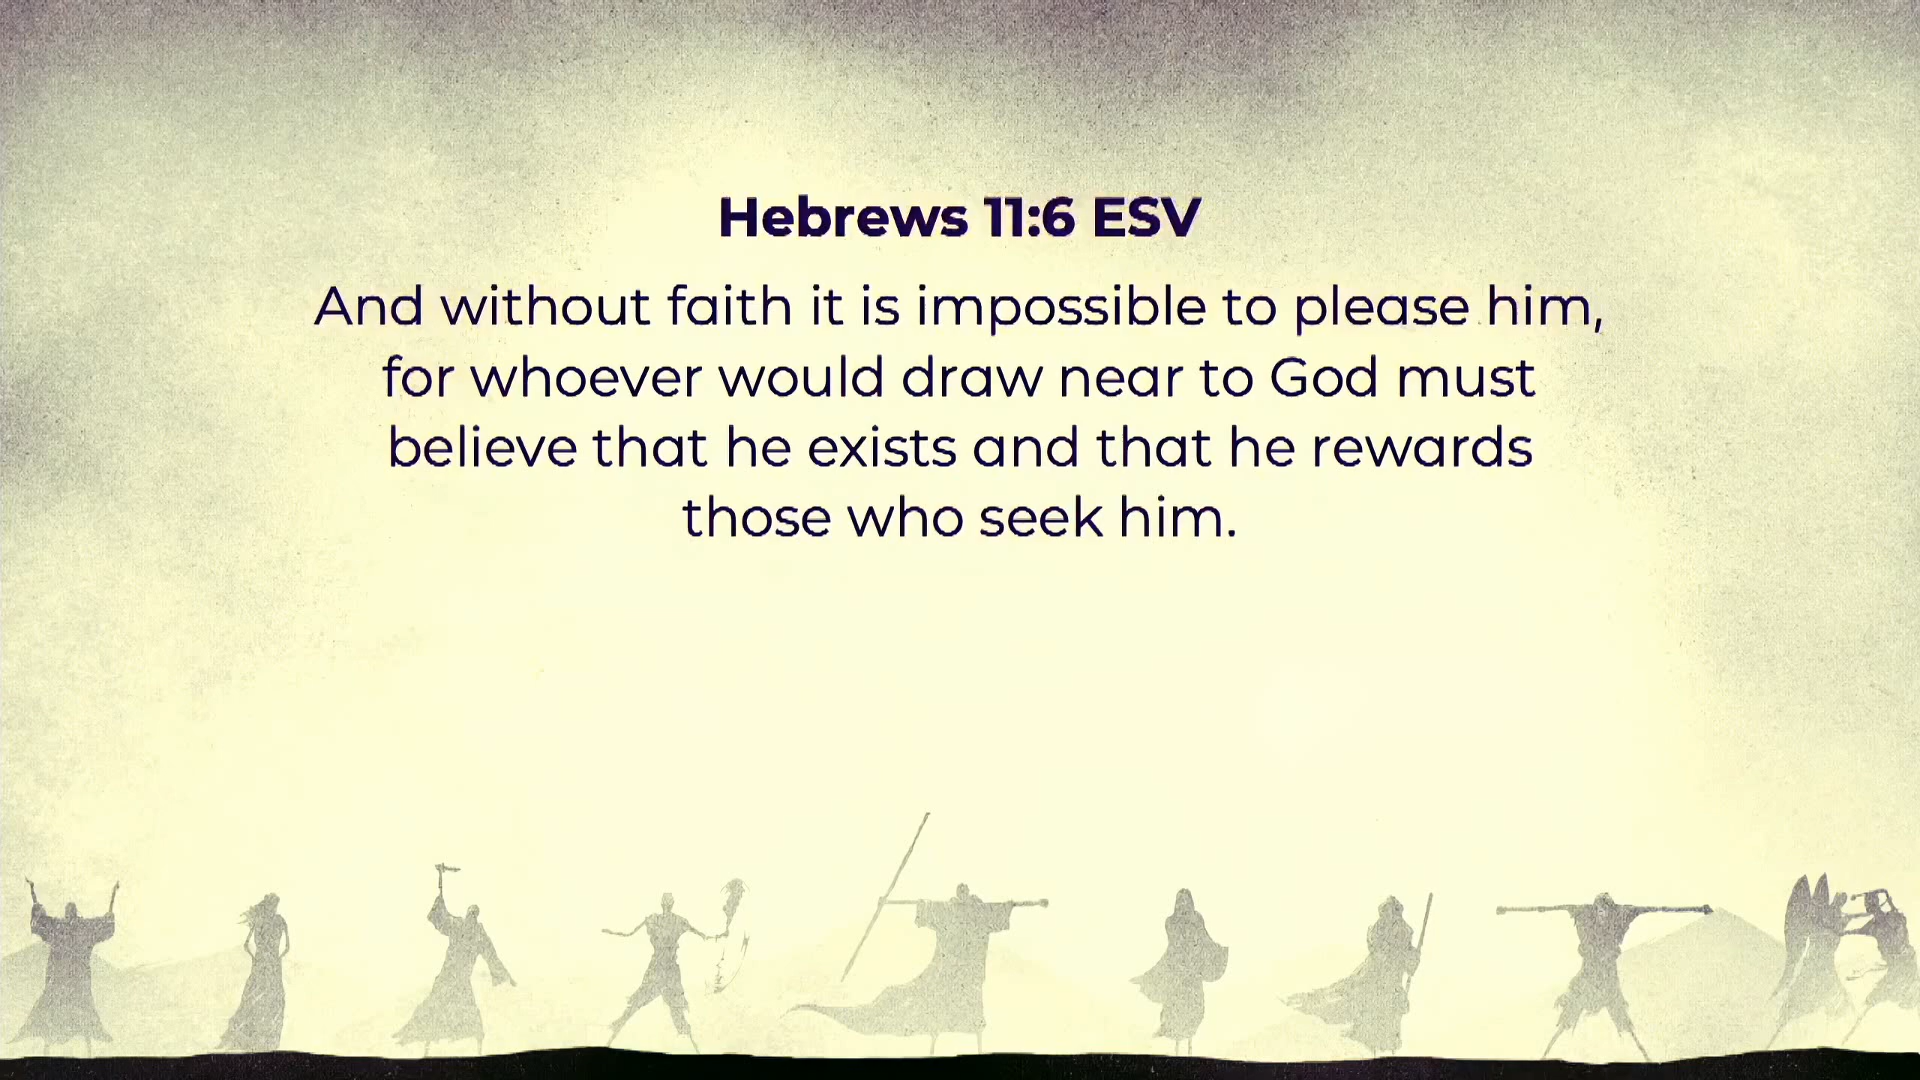 Hebrews 11:6 ESV
And without faith it is impossible to please him,
for whoever would draw near to God must
believe that he exists and that he rewards
those who seek him.